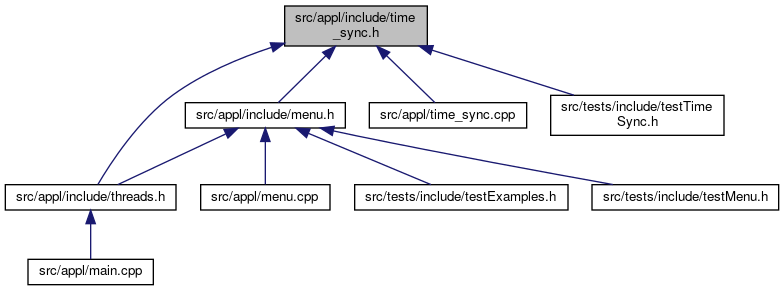 src/appl/include/time
_sync.h
src/appl/include/menu.h
src/appl/time_sync.cpp
src/tests/include/testTime
Sync.h
src/appl/include/threads.h
src/appl/menu.cpp
src/tests/include/testExamples.h
src/tests/include/testMenu.h
src/appl/main.cpp